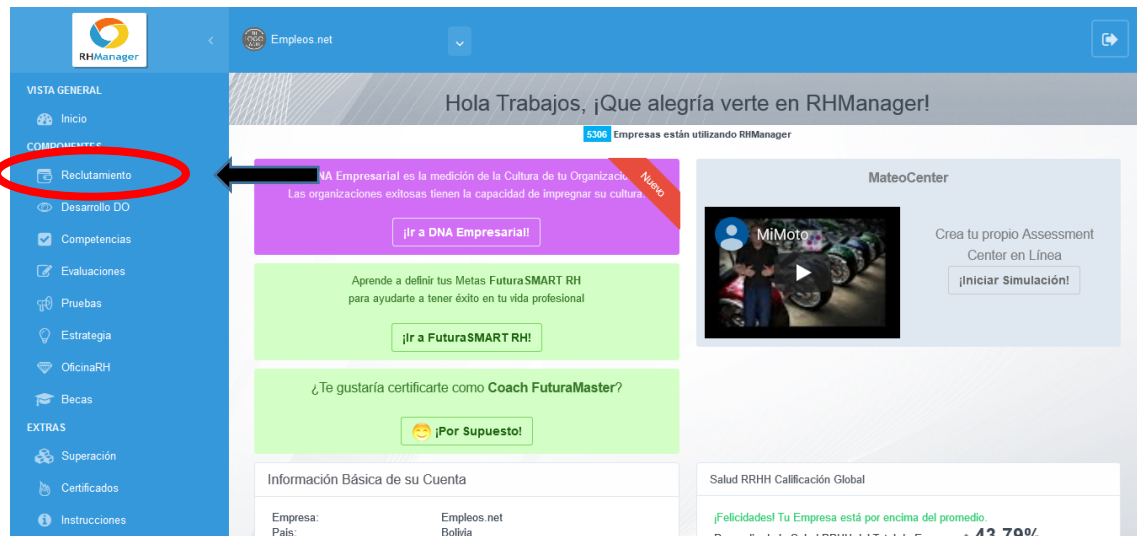 RHManager
Empleos.net
VISTA GENERAL
Inicio
COMPONENTES
Reclutamiento
Desarrollo DO
Competencias
Evaluaciones
Pruebas
Estrategia
OficinaRH
Becas
EXTRAS
Superación
Certificados
Instrucciones
Hola Trabajos, ¡Que alegría verte en RHManager!
5306 Empresas están utilizando RHManager
NA Empresarial es la medición de la Cultura de tu Organizació
Las organizaciones exitosas tienen la capacidad de impregnar su cultura.
Nuevo
¡Ir a DNA Empresarial!
Aprende a definir tus Metas FuturaSMART RH
para ayudarte a tener éxito en tu vida profesional
¡Ir a FuturaSMART RH!
¿Te gustaría certificarte como Coach FuturaMaster?
¡Por Supuesto!
MateoCenter
MiMoto
Crea tu propio Assessment
Center en Línea
¡Iniciar Simulación!
Información Básica de su Cuenta
Empresa: Empleos.net
Pais: Bolivia
Salud RRHH Calificación Global
¡Felicidades! Tu Empresa está por encima del promedio.
43.79%